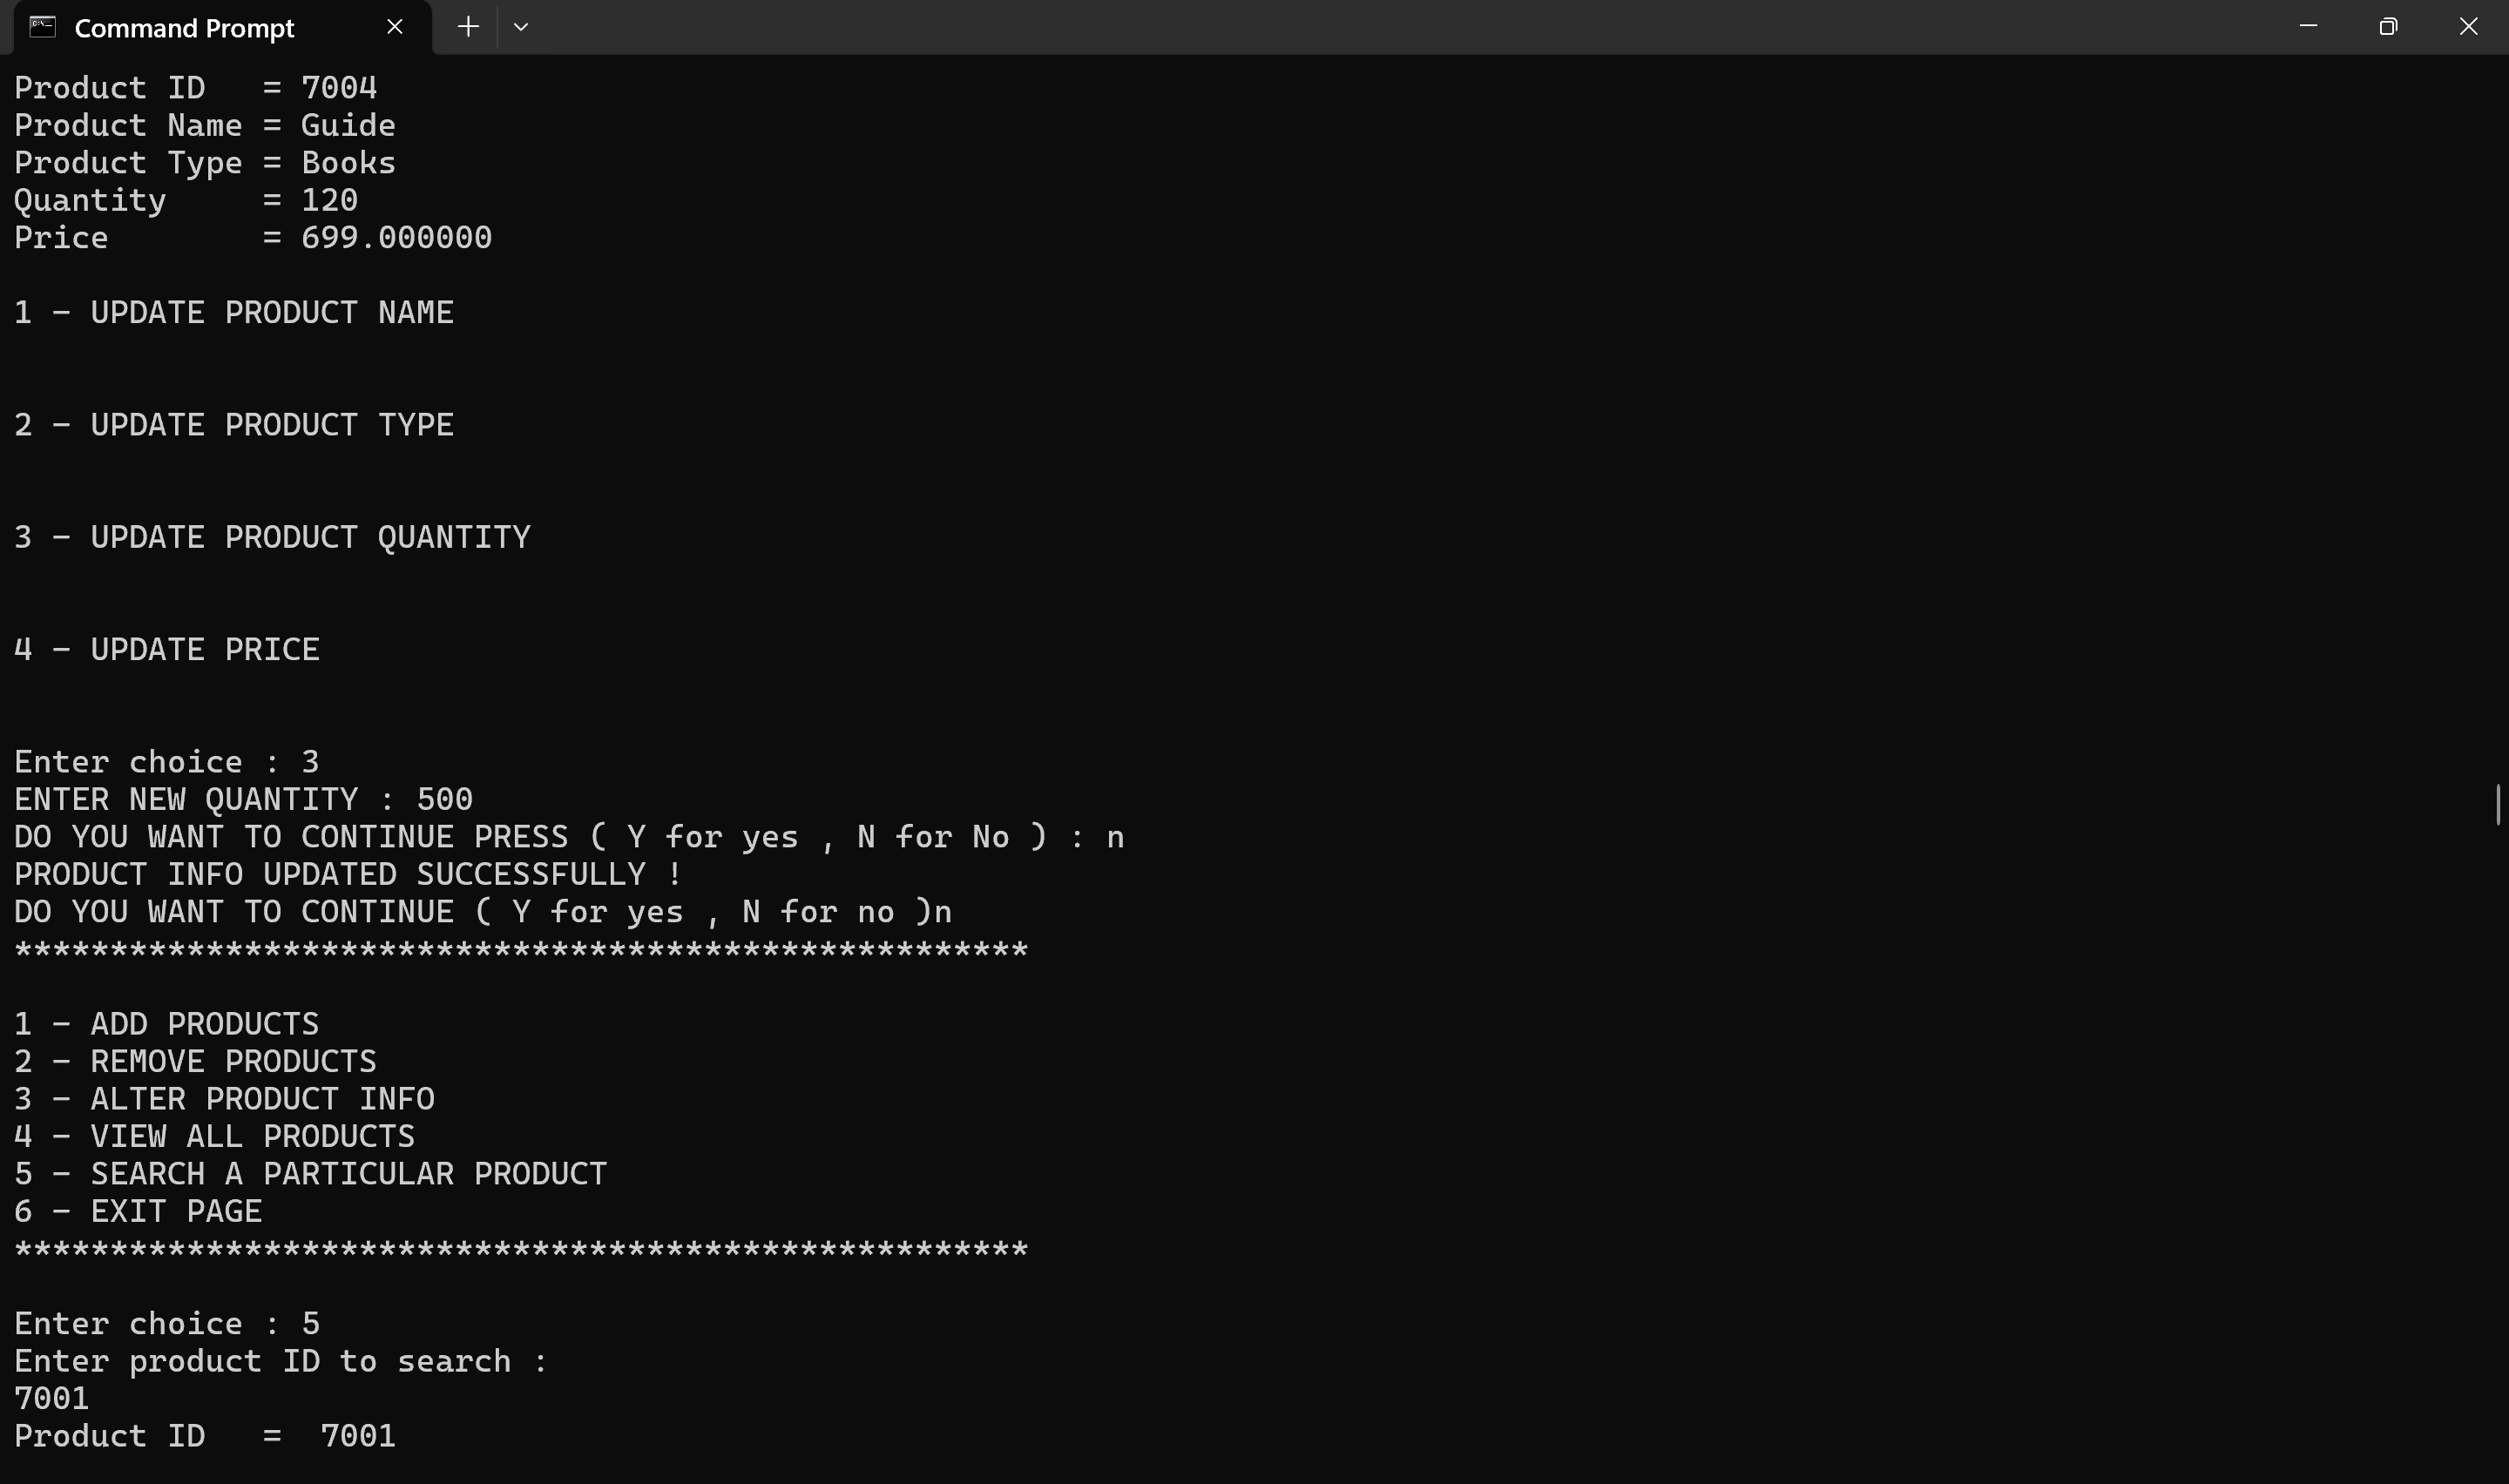 Command Prompt
Product ID   = 7004
Product Name = Guide
Product Type = Books
Quantity     = 120
Price        = 699.000000
1 - UPDATE PRODUCT NAME
2 - UPDATE PRODUCT TYPE
3 - UPDATE PRODUCT QUANTITY
4 - UPDATE PRICE
Enter choice : 3
ENTER NEW QUANTITY : 500
DO YOU WANT TO CONTINUE PRESS ( Y for yes , N for No ) : n
PRODUCT INFO UPDATED SUCCESSFULLY !
DO YOU WANT TO CONTINUE ( Y for yes , N for no )n
*****************************************************
1 - ADD PRODUCTS
2 - REMOVE PRODUCTS
3 - ALTER PRODUCT INFO
4 - VIEW ALL PRODUCTS
5 - SEARCH A PARTICULAR PRODUCT
6 - EXIT PAGE
*****************************************************
Enter choice : 5
Enter product ID to search :
7001
Product ID   =  7001